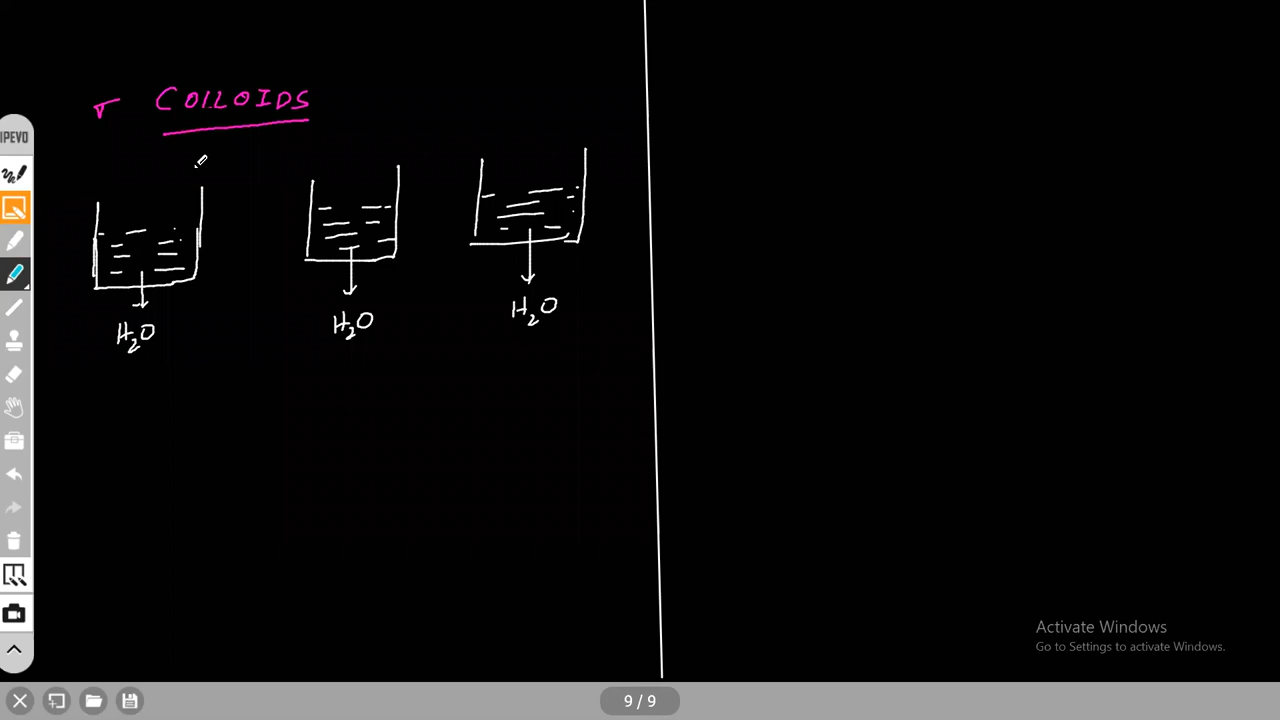 COLLOIDS
H₂O H₂O H₂O
IPEVO
Activate Windows
Go to Settings to activate Windows.
9 / 9